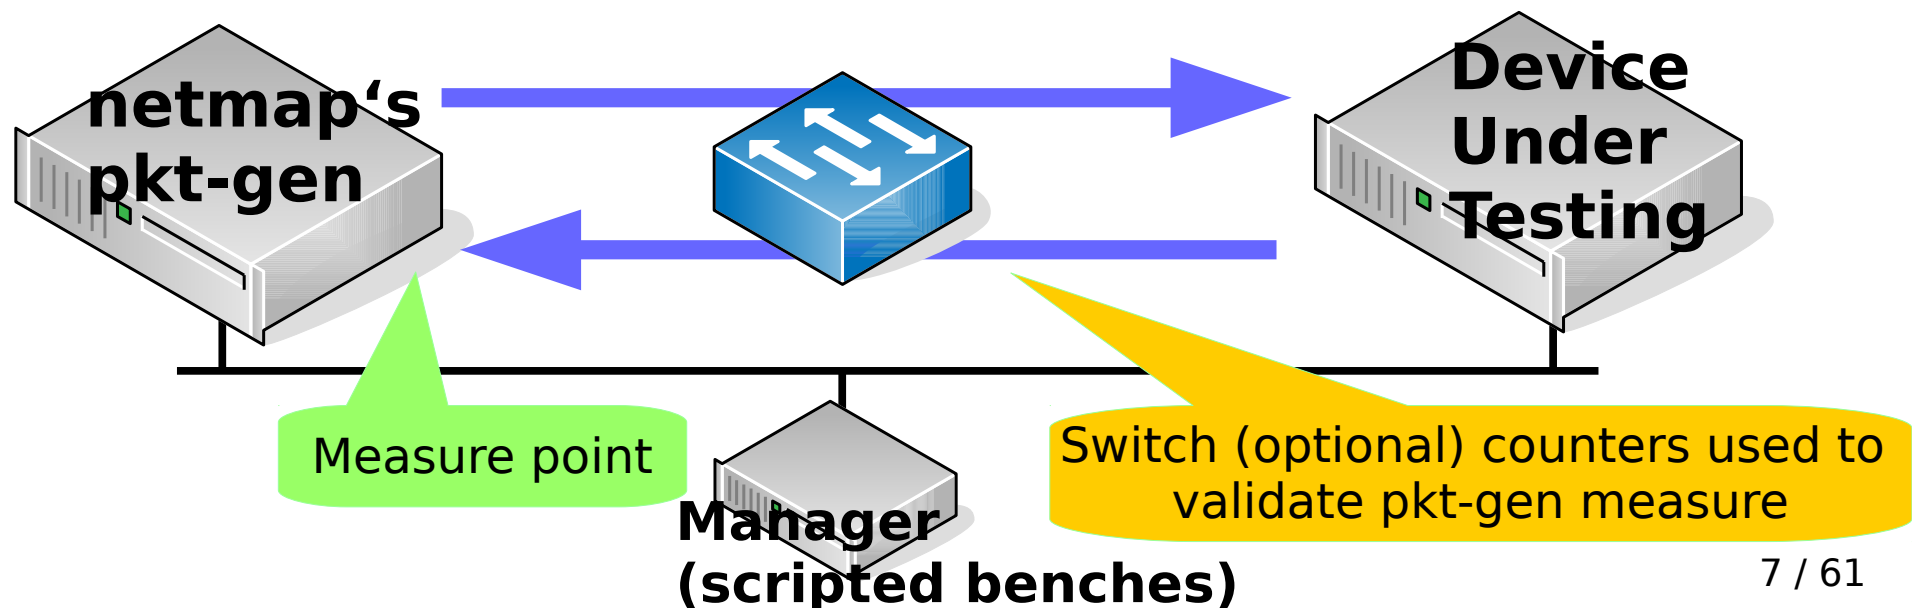 netmap‘s
pkt-gen
Device
Under
Testing
Measure point
Switch (optional) counters used to
validate pkt-gen measure
Manager
(scripted benches)
7 / 61